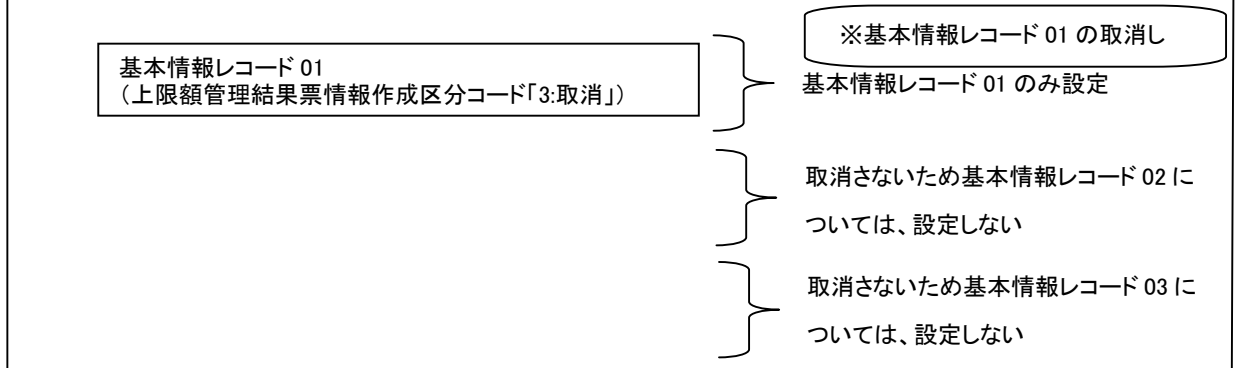 ※基本情報レコード 01 の取消し
基本情報レコード 01
（上限額管理結果票情報作成区分コード「3:取消」）
基本情報レコード 01 のみ設定
取消さないため基本情報レコード 02 に
ついては、設定しない
取消さないため基本情報レコード 03 に
ついては、設定しない